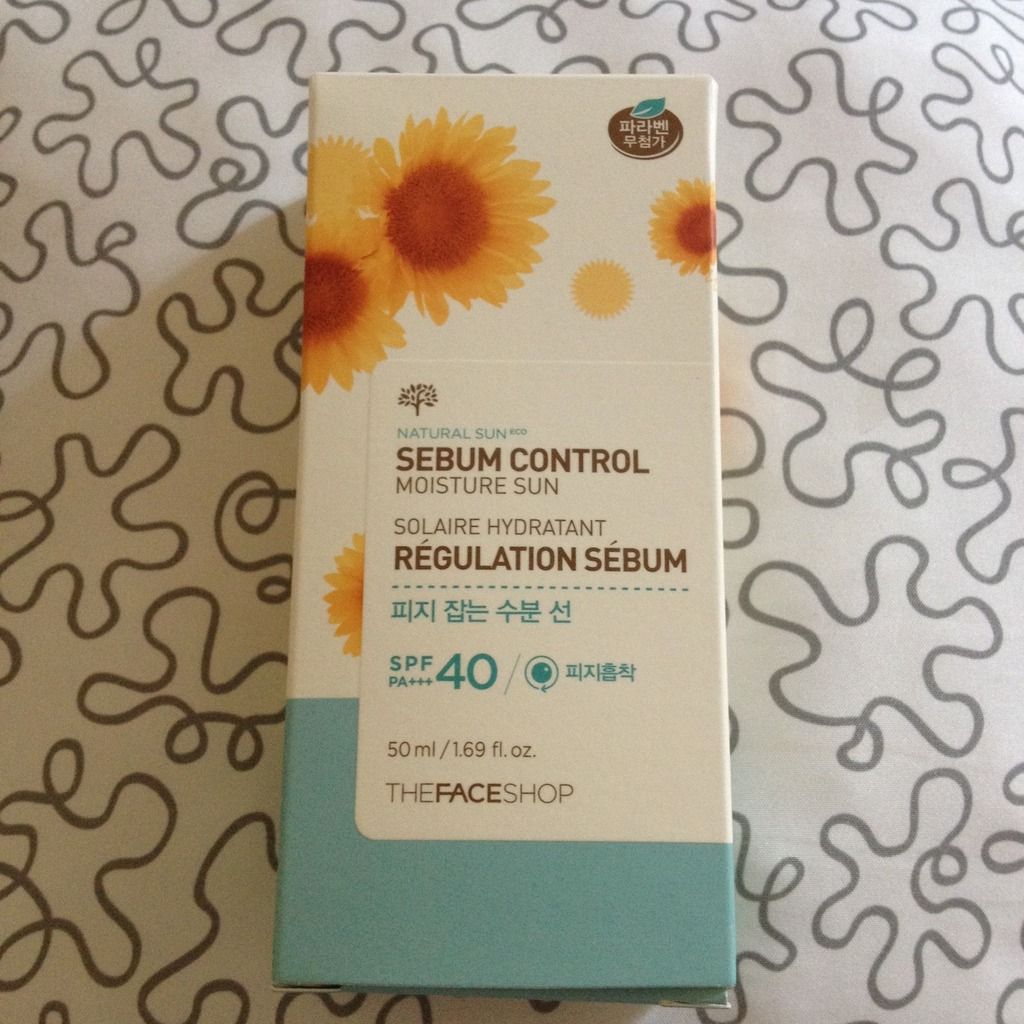 파라벤
무첨가
NATURAL SUN ECO
SEBUM CONTROL
MOISTURE SUN
SOLAIRE HYDRATANT
RÉGULATION SÉBUM
피지 잡는 수분 선
SPF 40 / 피지흡착
PA+++
50 ml / 1.69 fl. oz.
THEFACESHOP